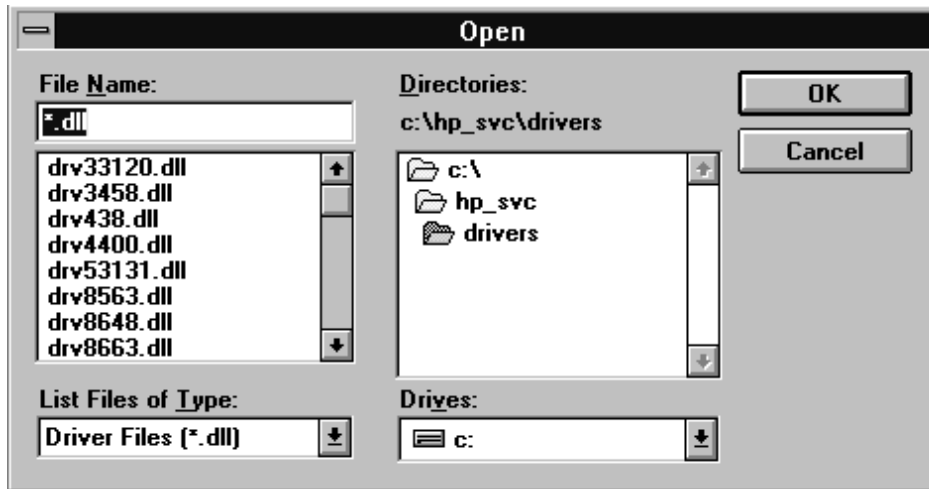 Open
File Name:
*.dll
drv33120.dll
drv3458.dll
drv438.dll
drv4400.dll
drv53131.dll
drv8563.dll
drv8648.dll
drv8663.dll
List Files of Type:
Driver Files (*.dll)
Directories:
c:\hp_svc\drivers
c:\
hp_svc
drivers
Drives:
c:
OK
Cancel